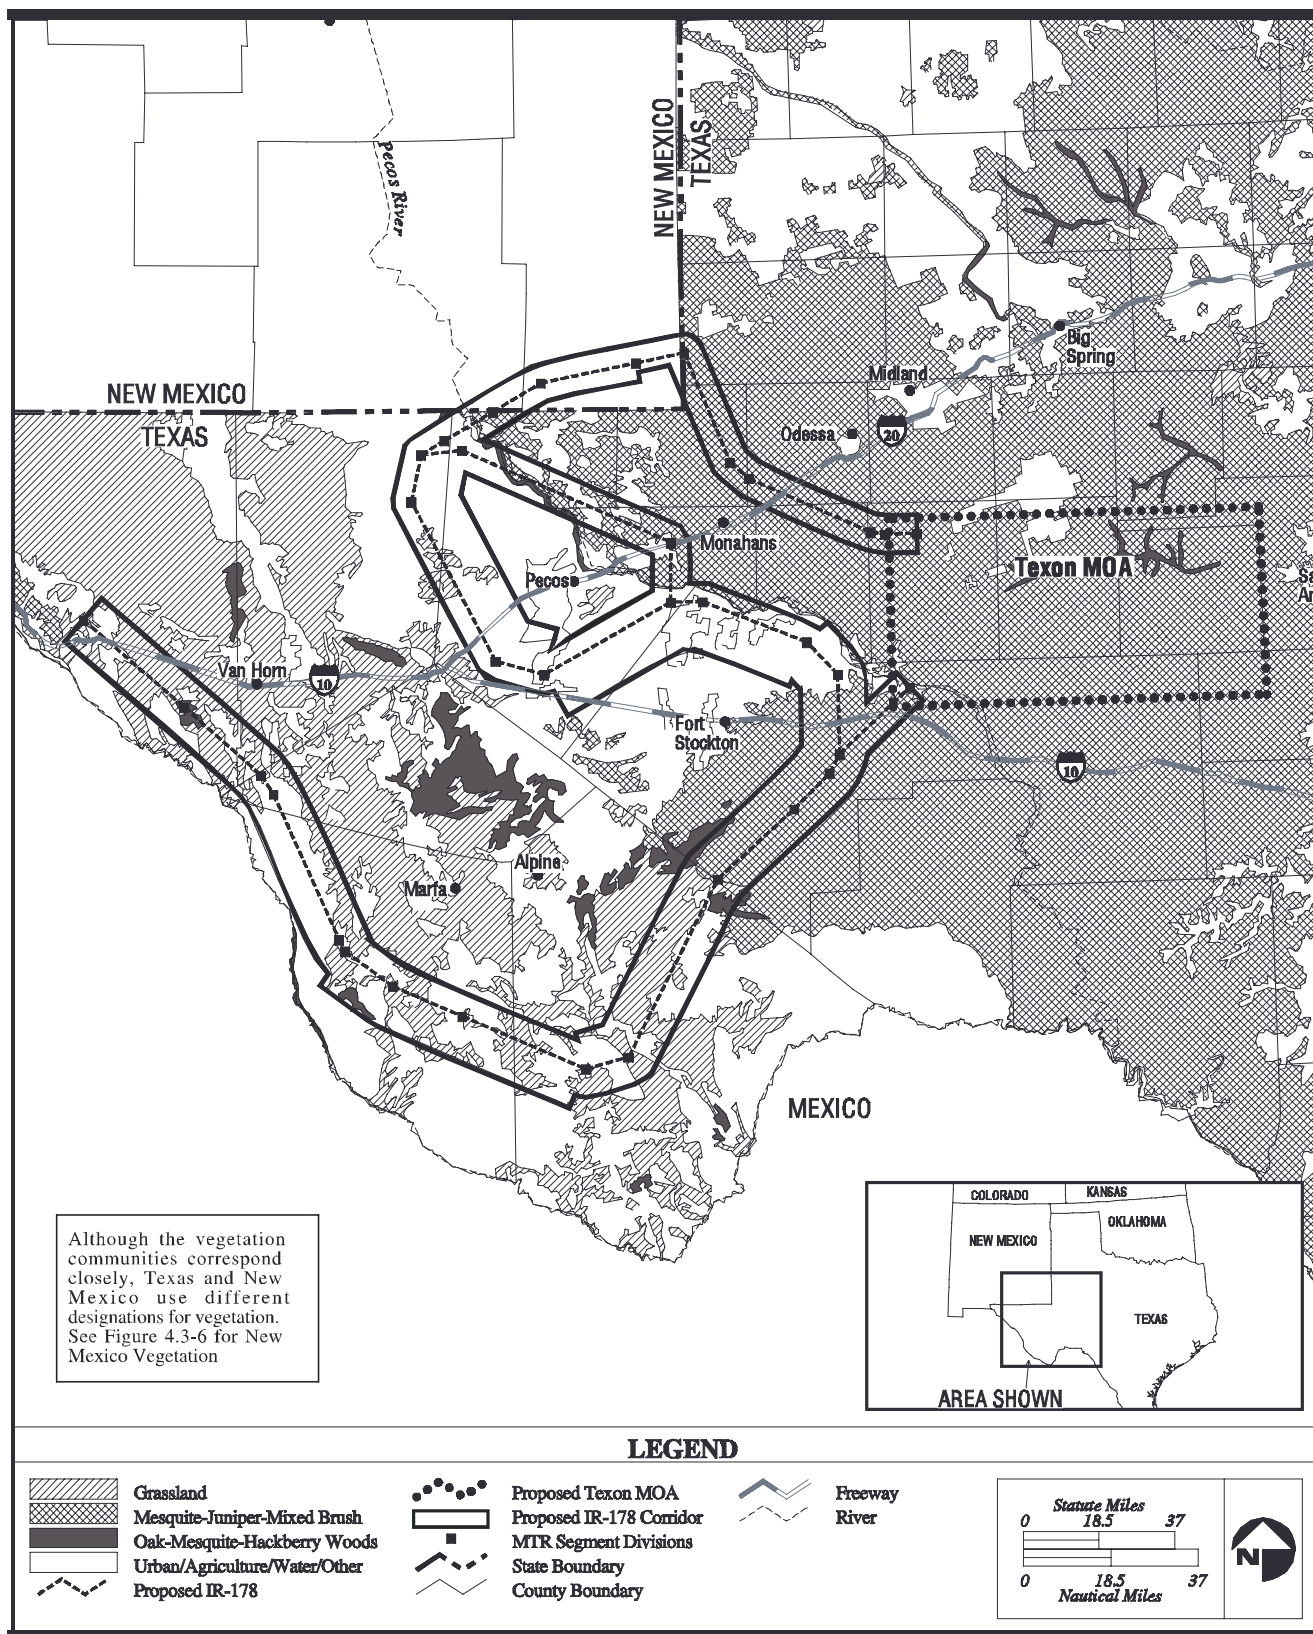 Pecos River
NEW MEXICO
TEXAS
Big
Spring
Midland
20
Odessa
NEW MEXICO
TEXAS
Monahans
Texon MOA
Pecos
Van Horn
10
Fort
Stockton
10
Alpine
Marfa
MEXICO
Although the vegetation
communities correspond
closely, Texas and New
Mexico use different
designations for vegetation.
See Figure 4.3-6 for New
Mexico Vegetation
COLORADO
KANSAS
OKLAHOMA
NEW MEXICO
TEXAS
AREA SHOWN
LEGEND
Grassland
Mesquite-Juniper-Mixed Brush
Oak-Mesquite-Hackberry Woods
Urban/Agriculture/Water/Other
Proposed IR-178
Proposed Texon MOA
Proposed IR-178 Corridor
MTR Segment Divisions
State Boundary
County Boundary
Freeway
River
Statute Miles
0 18.5 37
0 18.5 37
Nautical Miles
N